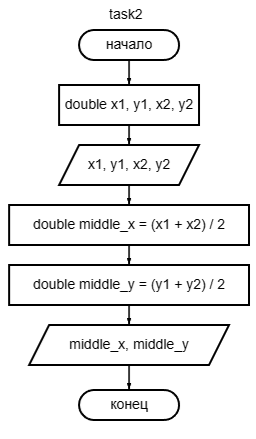 task2
начало
double x1, y1, x2, y2
x1, y1, x2, y2
double middle_x = (x1 + x2) / 2
double middle_y = (y1 + y2) / 2
middle_x, middle_y
конец